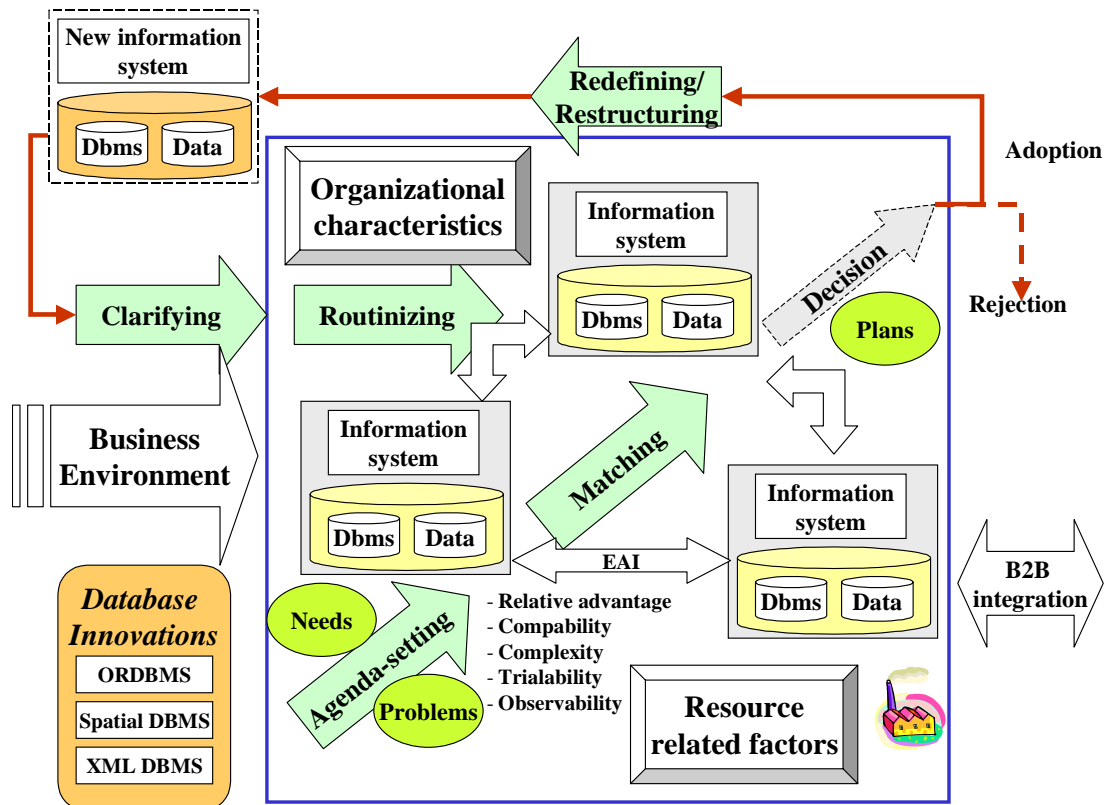 New information
system
Dbms
Data
Redefining/
Restructuring
Adoption
Organizational
characteristics
Information
system
Dbms
Data
Decision
Rejection
Plans
Clarifying
Routinizing
Business
Environment
Information
system
Dbms
Data
Matching
Information
system
Dbms
Data
EAI
B2B
integration
Database
Innovations
ORDBMS
Spatial DBMS
XML DBMS
Needs
Agenda-setting
Problems
- Relative advantage
- Compability
- Complexity
- Trialability
- Observability
Resource
related factors